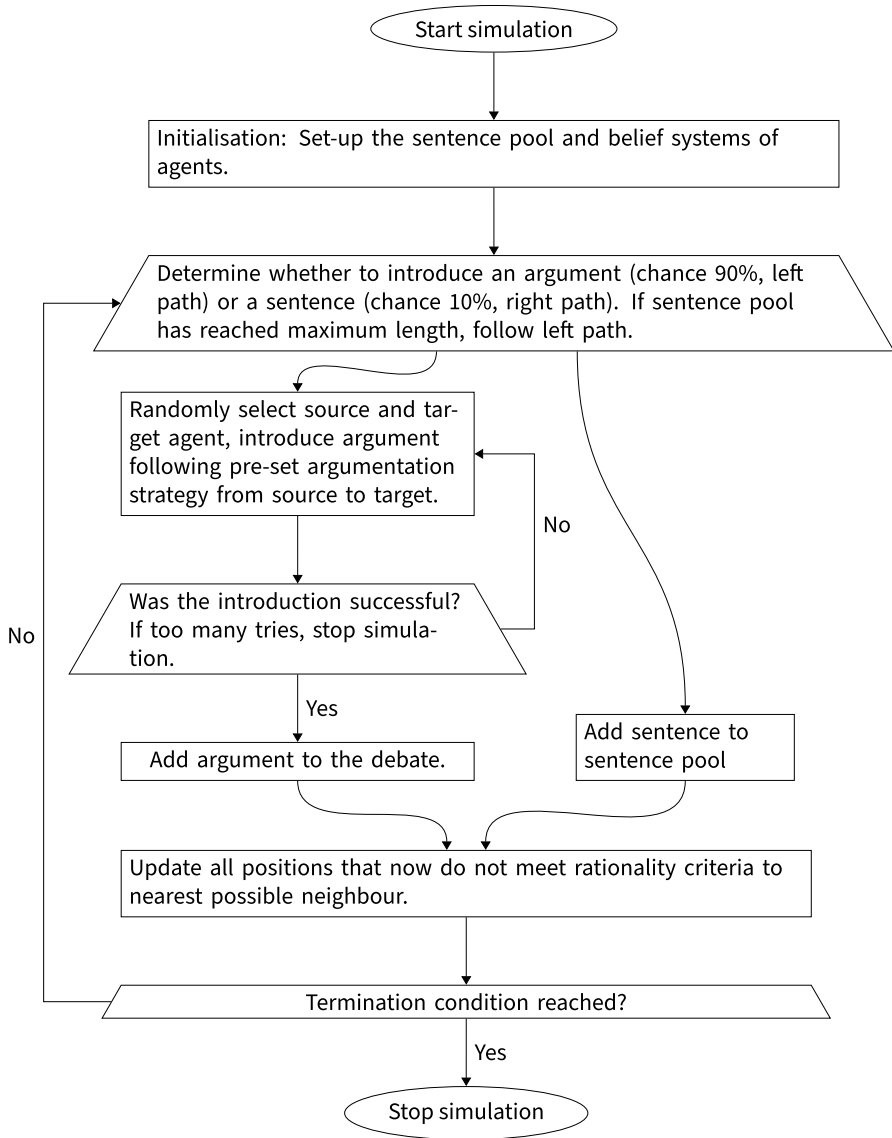 Start simulation
Initialisation: Set-up the sentence pool and belief systems of
agents.
Determine whether to introduce an argument (chance 90%, left
path) or a sentence (chance 10%, right path). If sentence pool
has reached maximum length, follow left path.
Randomly select source and tar-
get agent, introduce argument
following pre-set argumentation
strategy from source to target.
No
Was the introduction successful?
If too many tries, stop simula-
tion.
No
Yes
Add sentence to
sentence pool
Add argument to the debate.
Update all positions that now do not meet rationality criteria to
nearest possible neighbour.
Termination condition reached?
Yes
Stop simulation